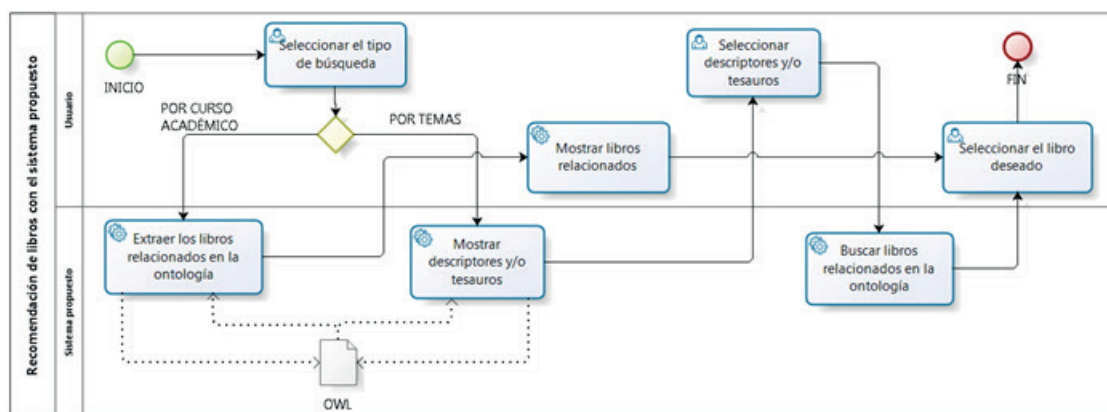 Recomendación de libros con el sistema propuesto
Usuario
INICIO
Seleccionar el tipo
de búsqueda
POR CURSO
ACADÉMICO
POR TEMAS
Mostrar libros
relacionados
Seleccionar
descriptores y/o
tesauros
FIN
Seleccionar el libro
deseado
Sistema propuesto
Extraer los libros
relacionados en la
ontología
Mostrar
descriptores y/o
tesauros
Buscar libros
relacionados en la
ontología
OWL